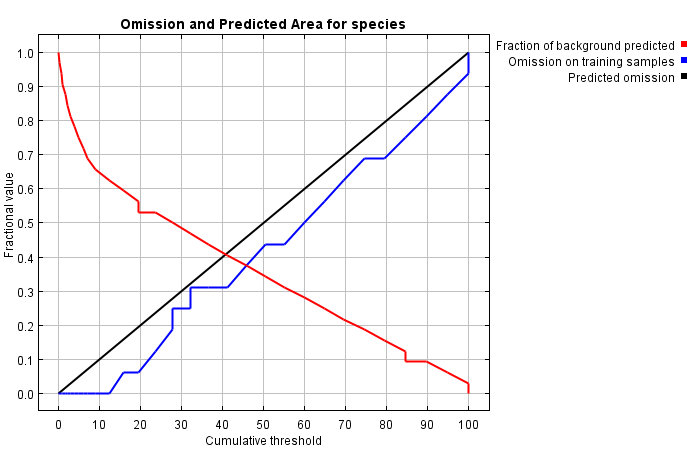 Omission and Predicted Area for species
Fraction of background predicted
Omission on training samples
Predicted omission
Fractional value
1.0
0.9
0.8
0.7
0.6
0.5
0.4
0.3
0.2
0.1
0.0
0 10 20 30 40 50 60 70 80 90 100
Cumulative threshold